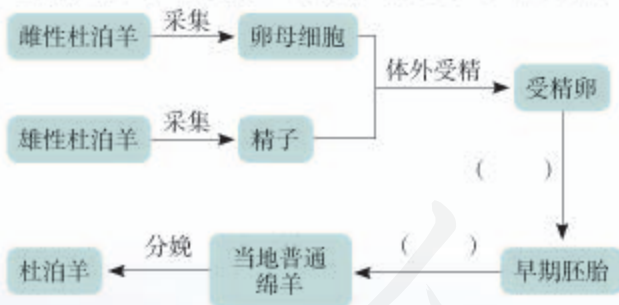 雌性杜泊羊 采集 卵母细胞
体外受精 受精卵
雄性杜泊羊 采集 精子
(　　)
杜泊羊 分娩 当地普通
绵羊 (　　) 早期胚胎